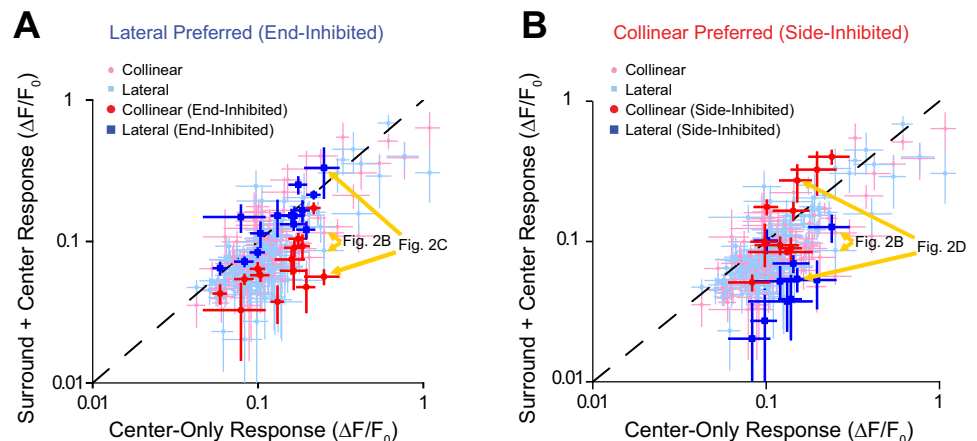 A
Lateral Preferred (End-Inhibited)
Collinear
Lateral
Collinear (End-Inhibited)
Lateral (End-Inhibited)
Surround + Center Response (ΔF/F0)
1
0.1
0.01
Fig. 2B
Fig. 2C
0.01
0.1
1
Center-Only Response (ΔF/F0)
B
Collinear Preferred (Side-Inhibited)
Collinear
Lateral
Collinear (Side-Inhibited)
Lateral (Side-Inhibited)
Surround + Center Response (ΔF/F0)
1
0.1
0.01
Fig. 2B
Fig. 2D
0.01
0.1
1
Center-Only Response (ΔF/F0)